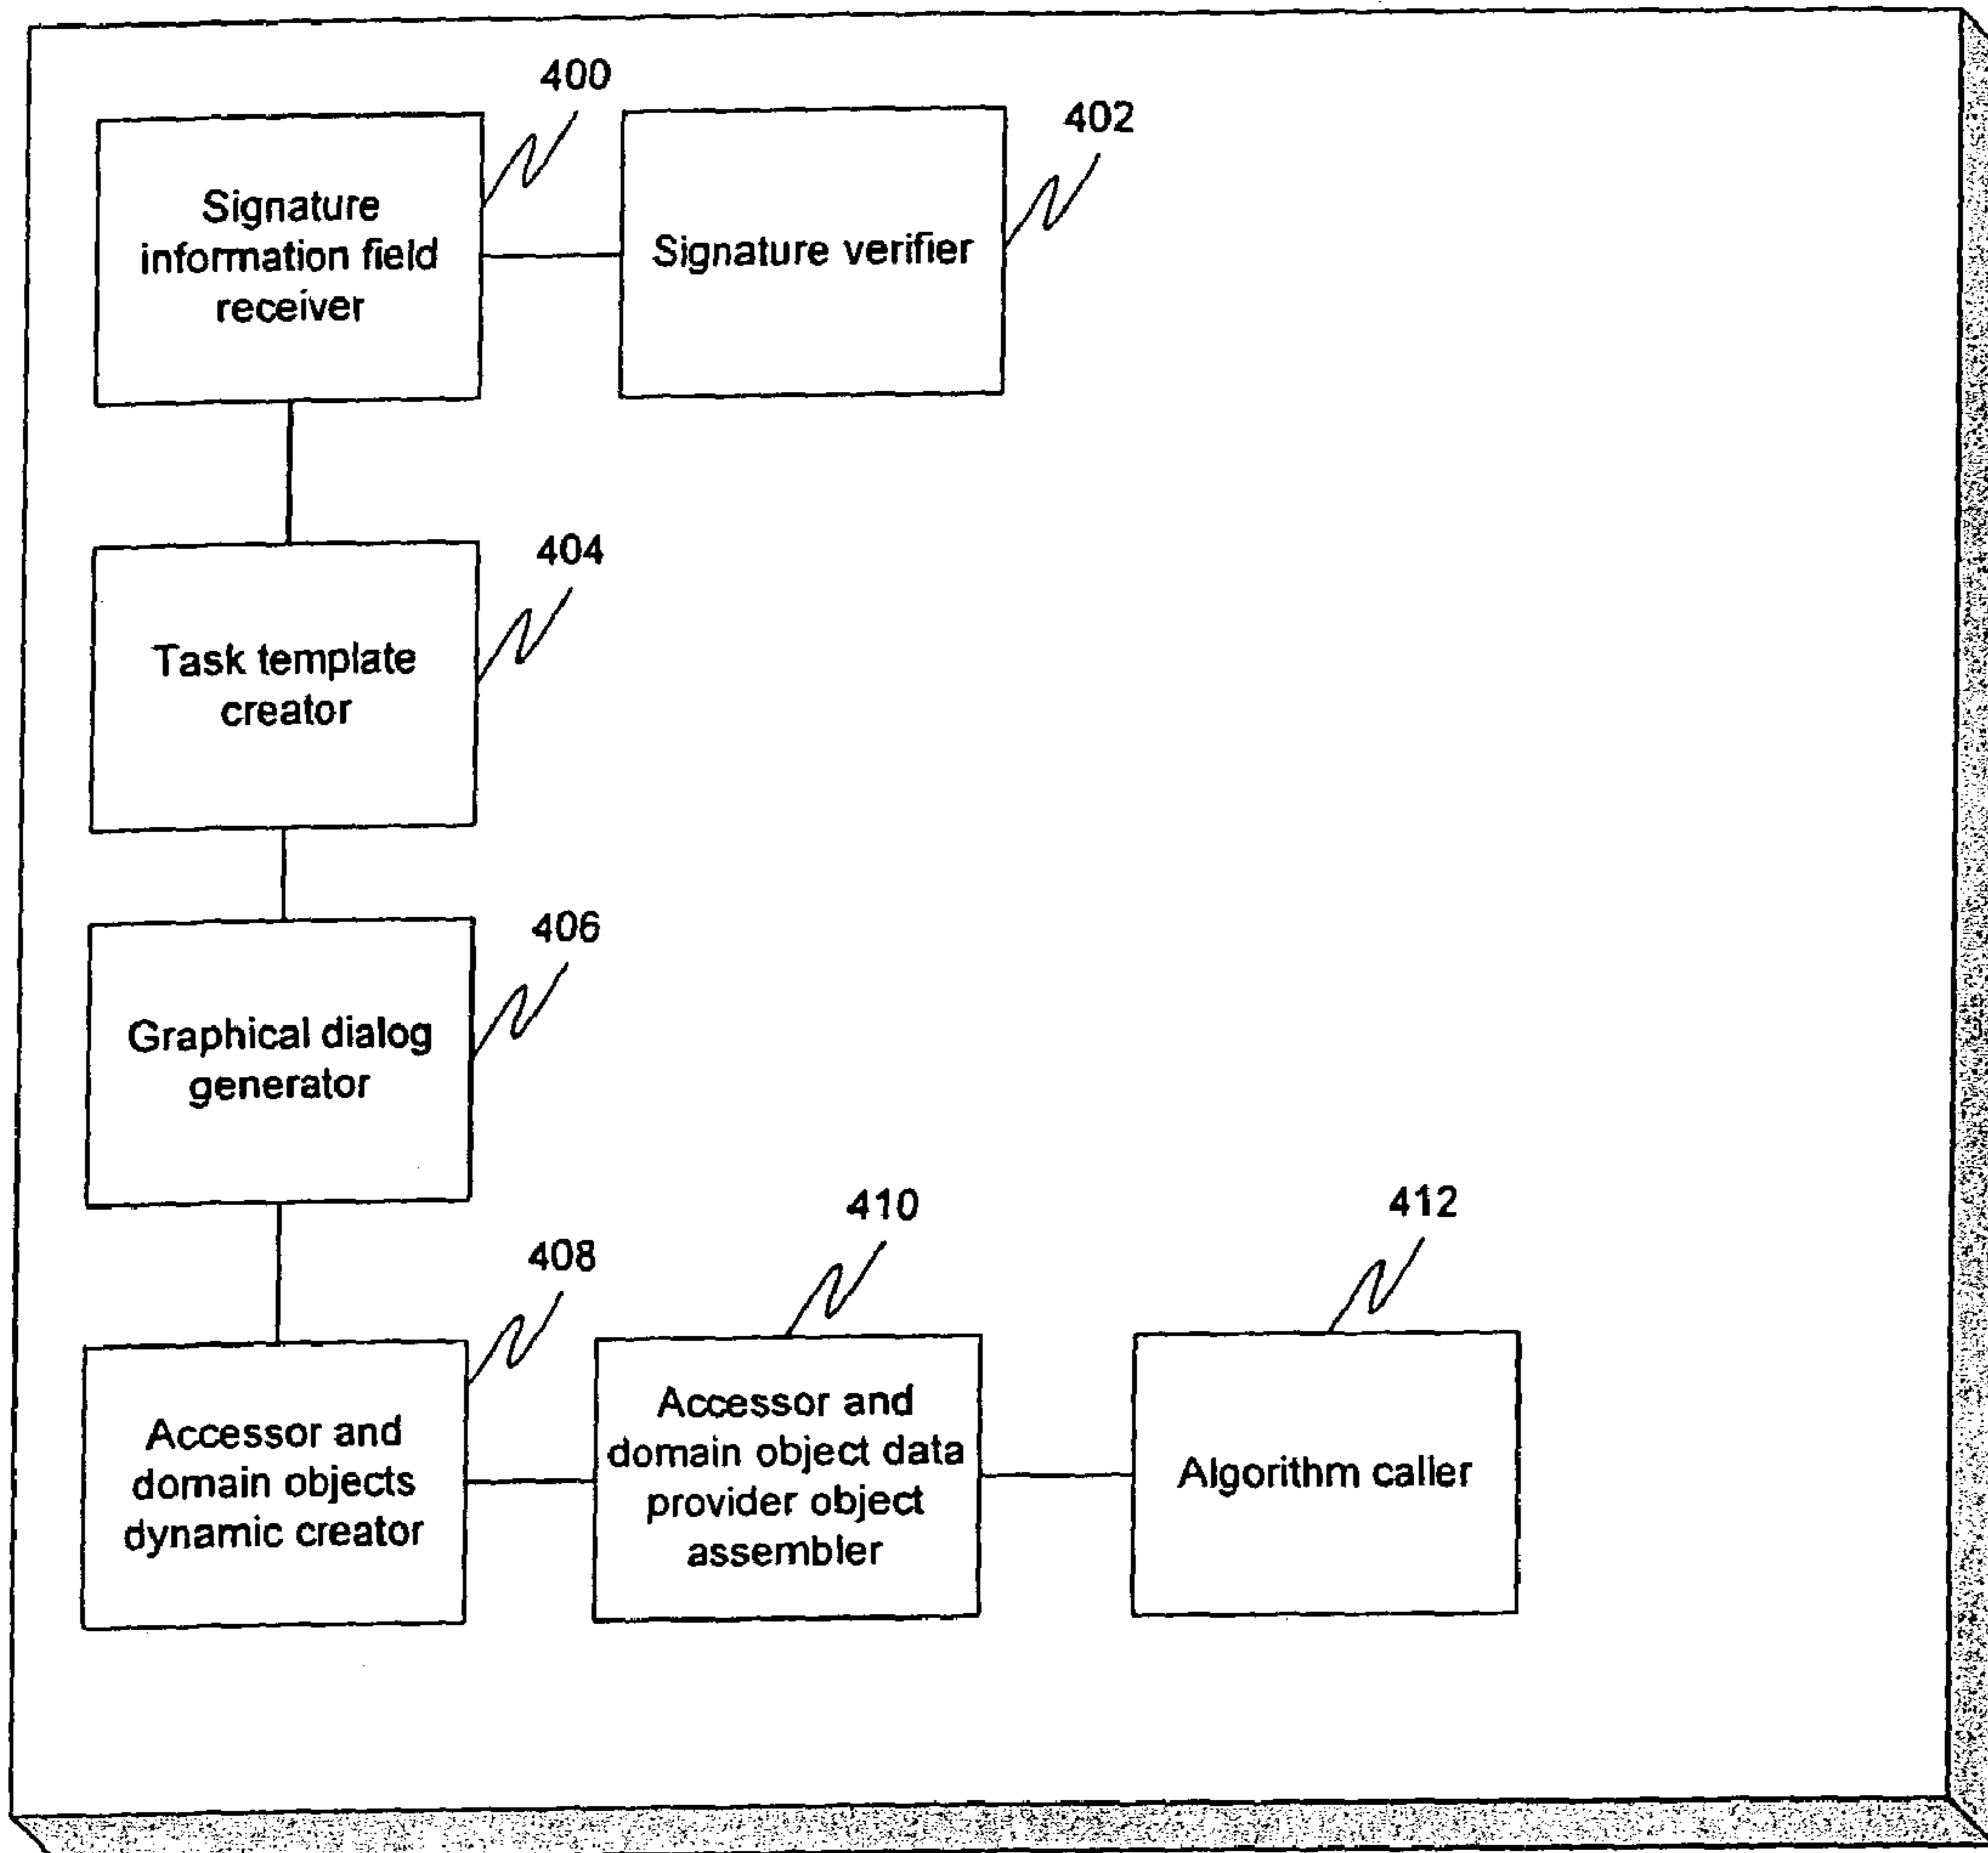 400
402
Signature
information field
receiver
Signature verifier
404
Task template
creator
406
Graphical dialog
generator
408
410
412
Accessor and
domain objects
dynamic creator
Accessor and
domain object data
provider object
assembler
Algorithm caller